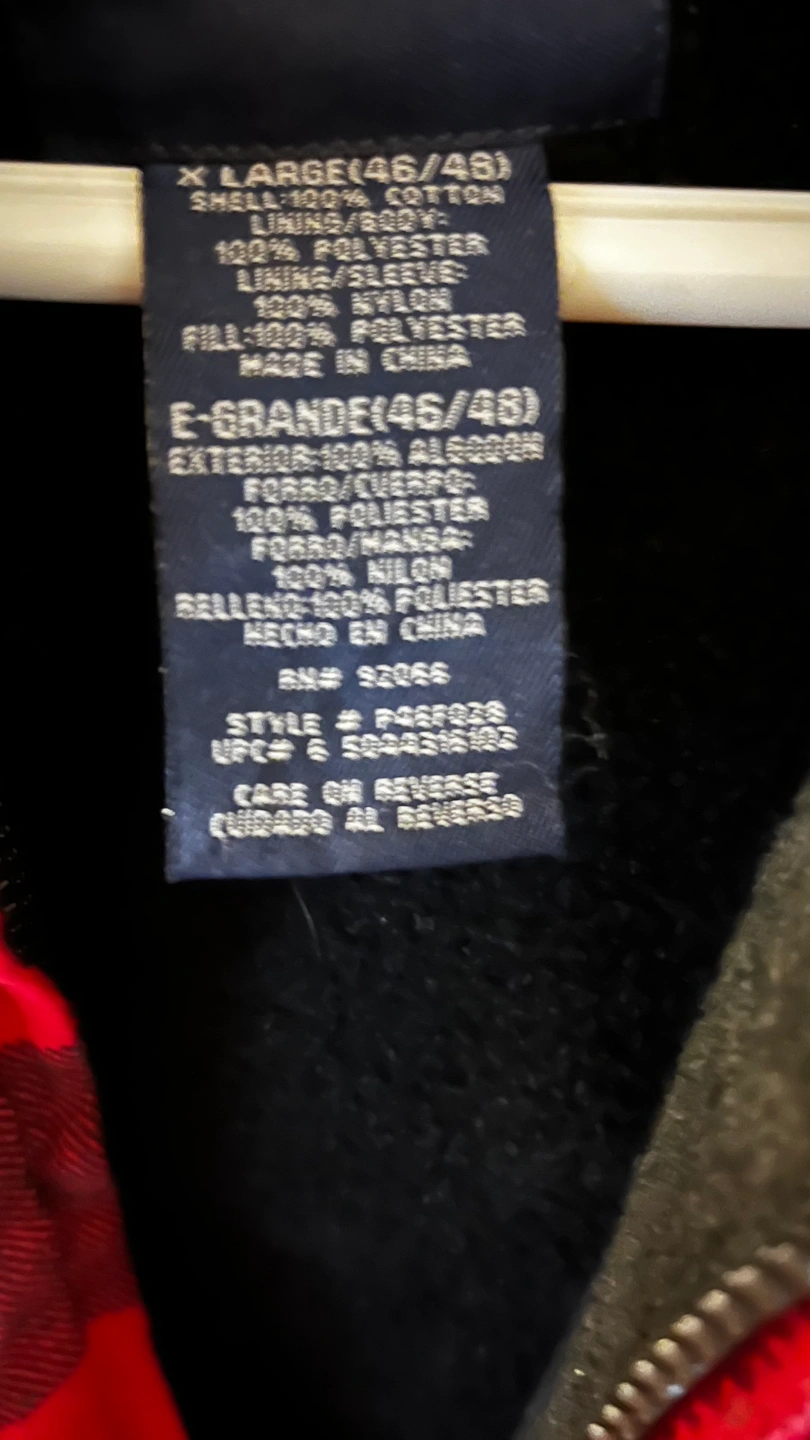 X LARGE(46/48)
SHELL:100% COTTON
LINING/BODY:
100% POLYESTER
LINING/SLEEVE:
100% NYLON
FILL:100% POLYESTER
MADE IN CHINA
E-GRANDE(46/48)
EXTERIOR:100% ALGODON
FORRO/CUERPO:
100% POLIESTER
FORRO/MANGA:
100% NILON
RELLENO:100% POLIESTER
HECHO EN CHINA
RN#
STYLE #
UPC# 6
CARE ON REVERSE
CUIDADO AL REVERSO